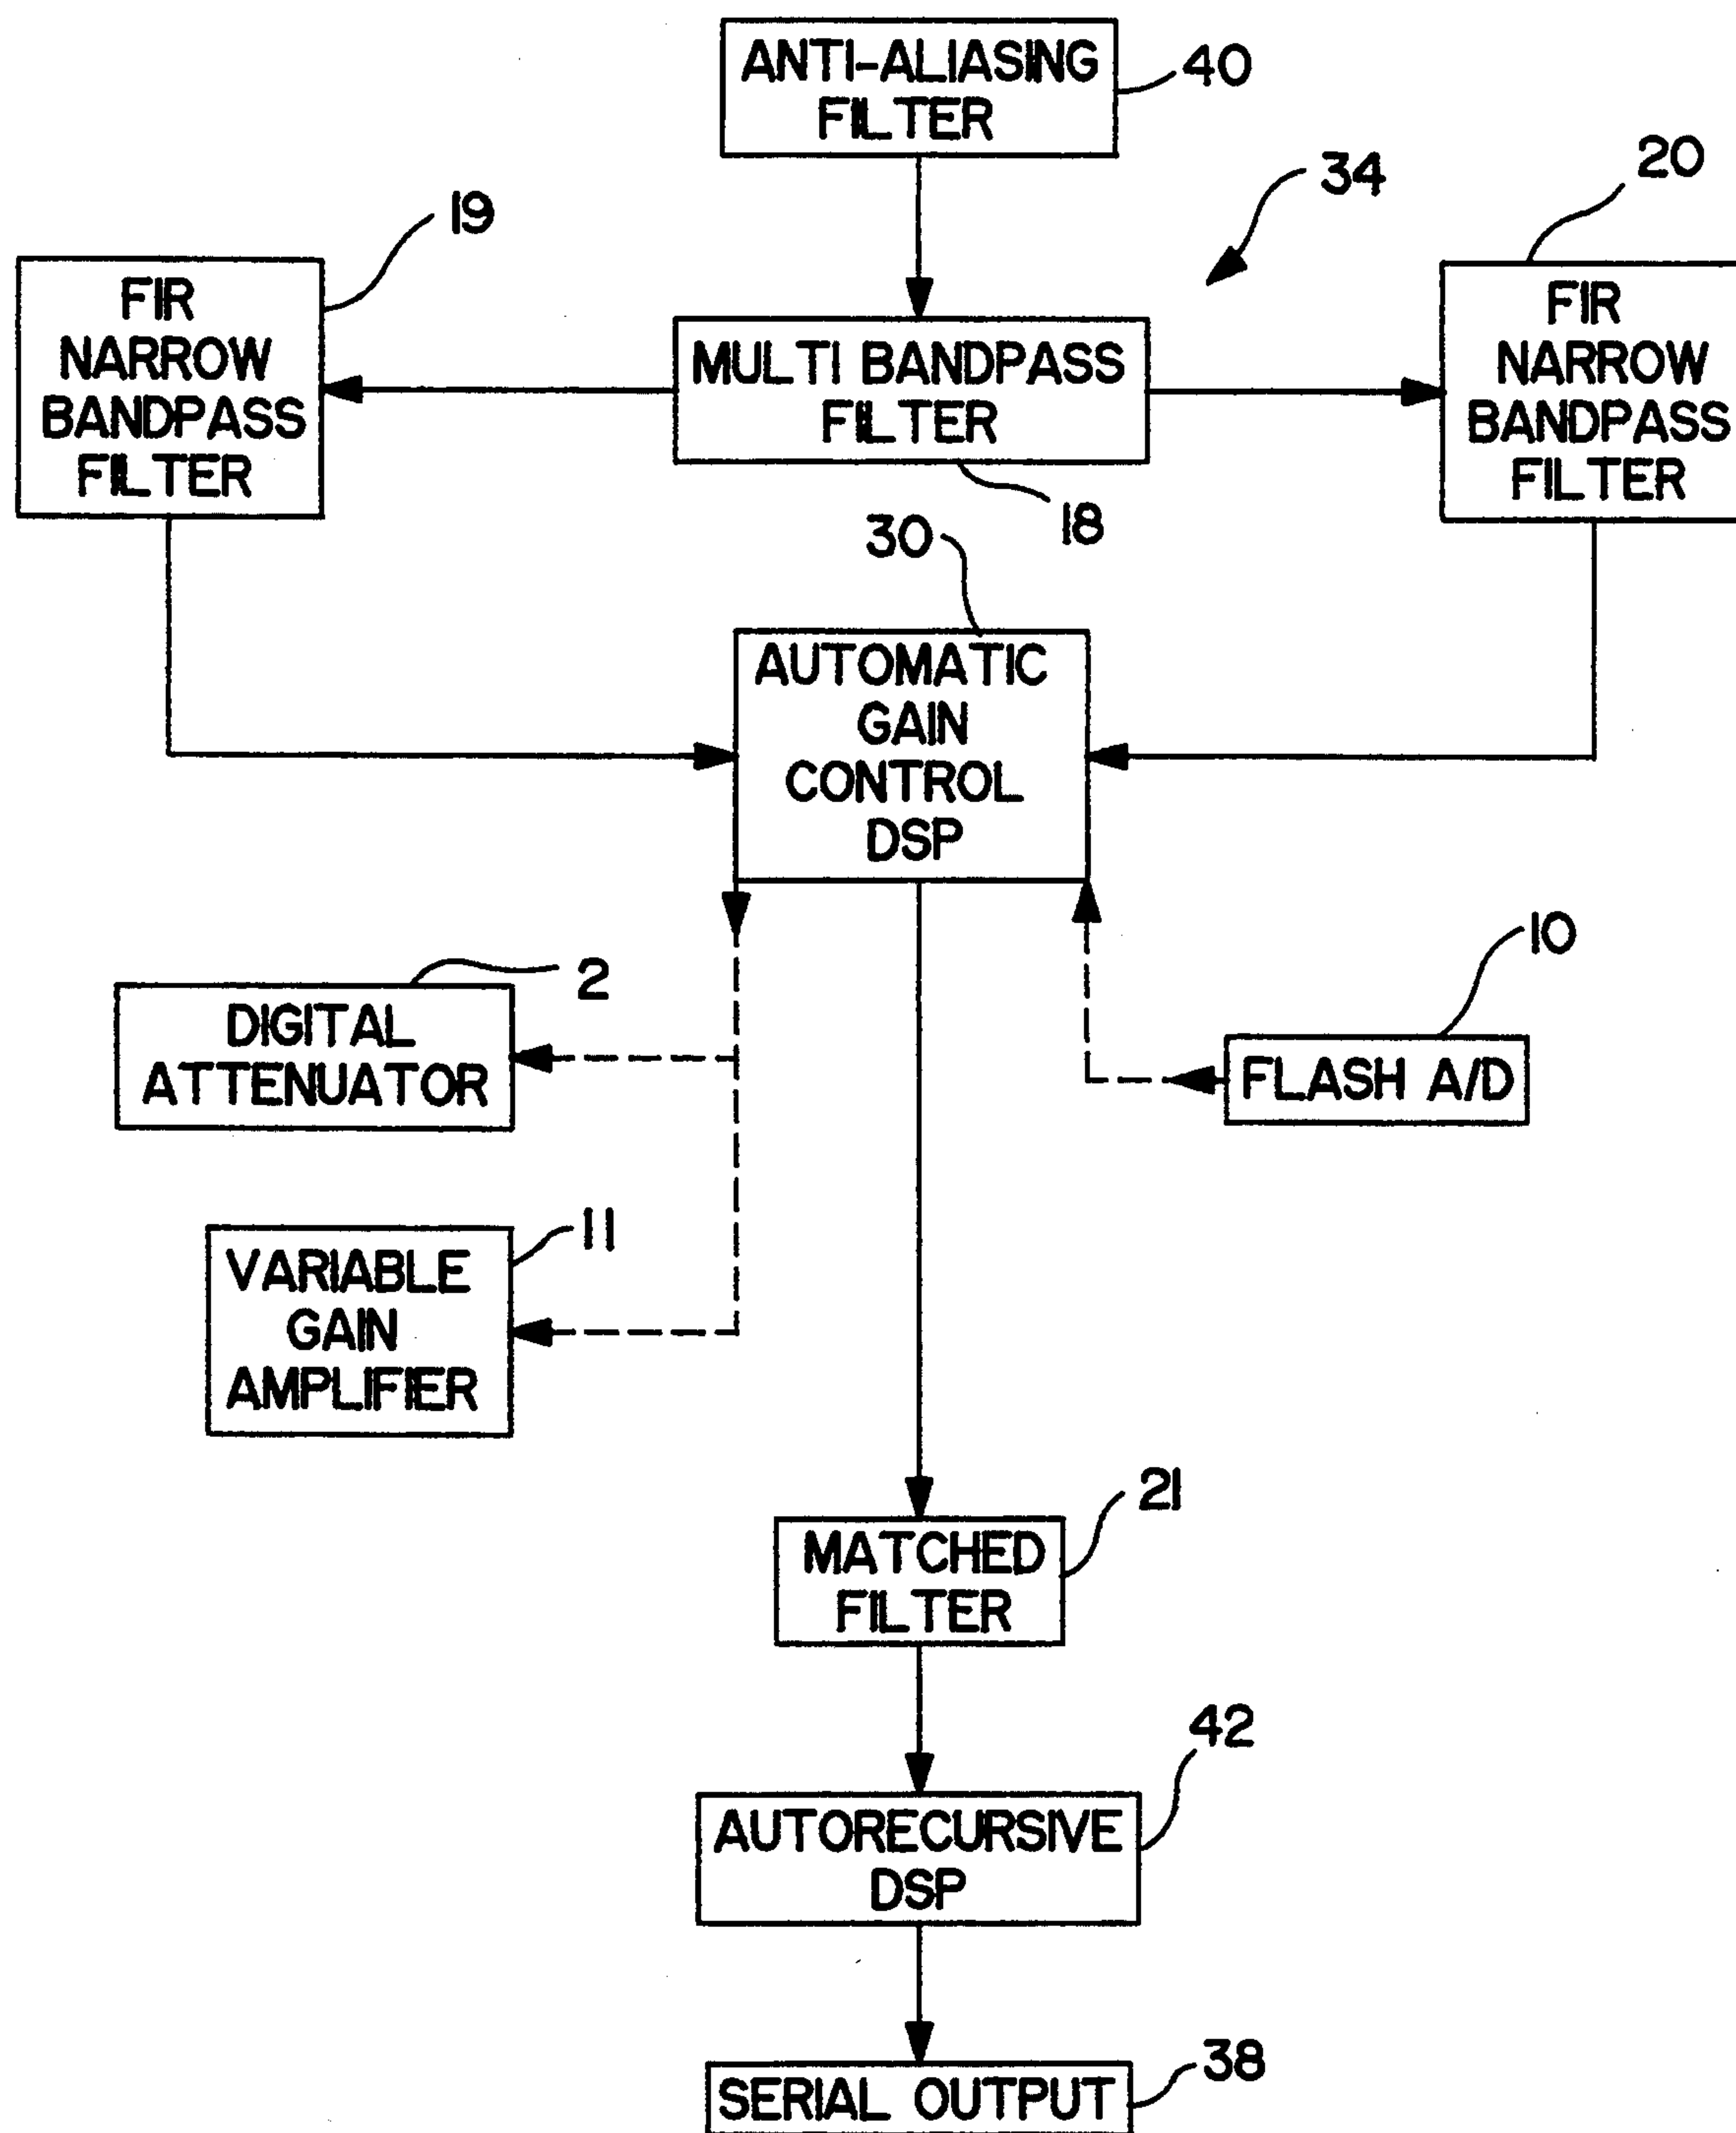 ANTI-ALIASING
FILTER
40
34
20
19
FIR
NARROW
BANDPASS
FILTER
MULTI BANDPASS
FILTER
18
FIR
NARROW
BANDPASS
FILTER
30
AUTOMATIC
GAIN
CONTROL
DSP
2
DIGITAL
ATTENUATOR
10
FLASH A/D
11
VARIABLE
GAIN
AMPLIFIER
21
MATCHED
FILTER
42
AUTORECURSIVE
DSP
38
SERIAL OUTPUT